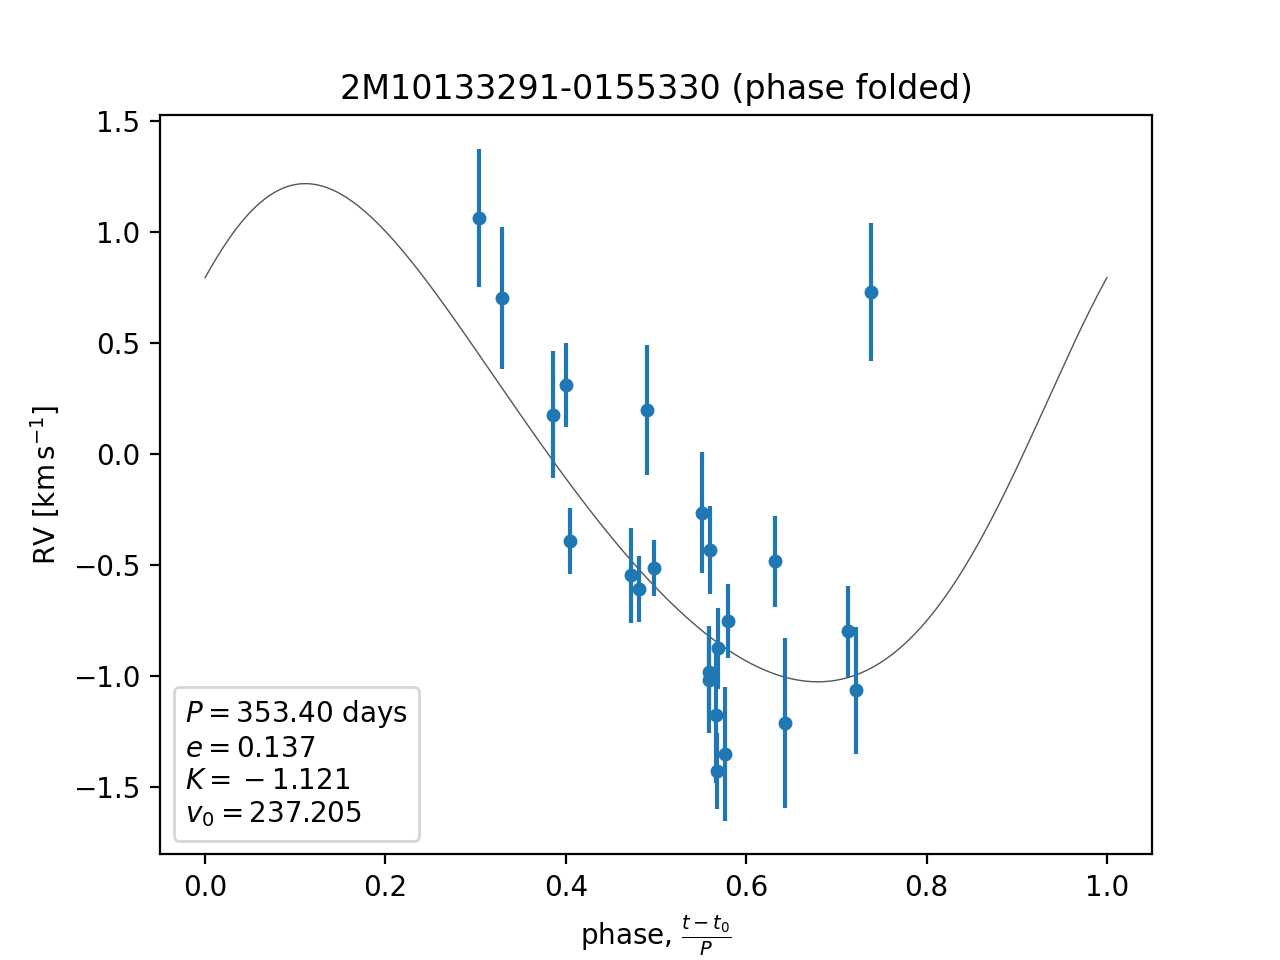 2M10133291-0155330 (phase folded)
1.5
1.0
0.5
0.0
−0.5
−1.0
−1.5
RV [km s⁻¹]
P = 353.40 days
e = 0.137
K = −1.121
v₀ = 237.205
0.0 0.2 0.4 0.6 0.8 1.0
phase, (t − t₀)/P